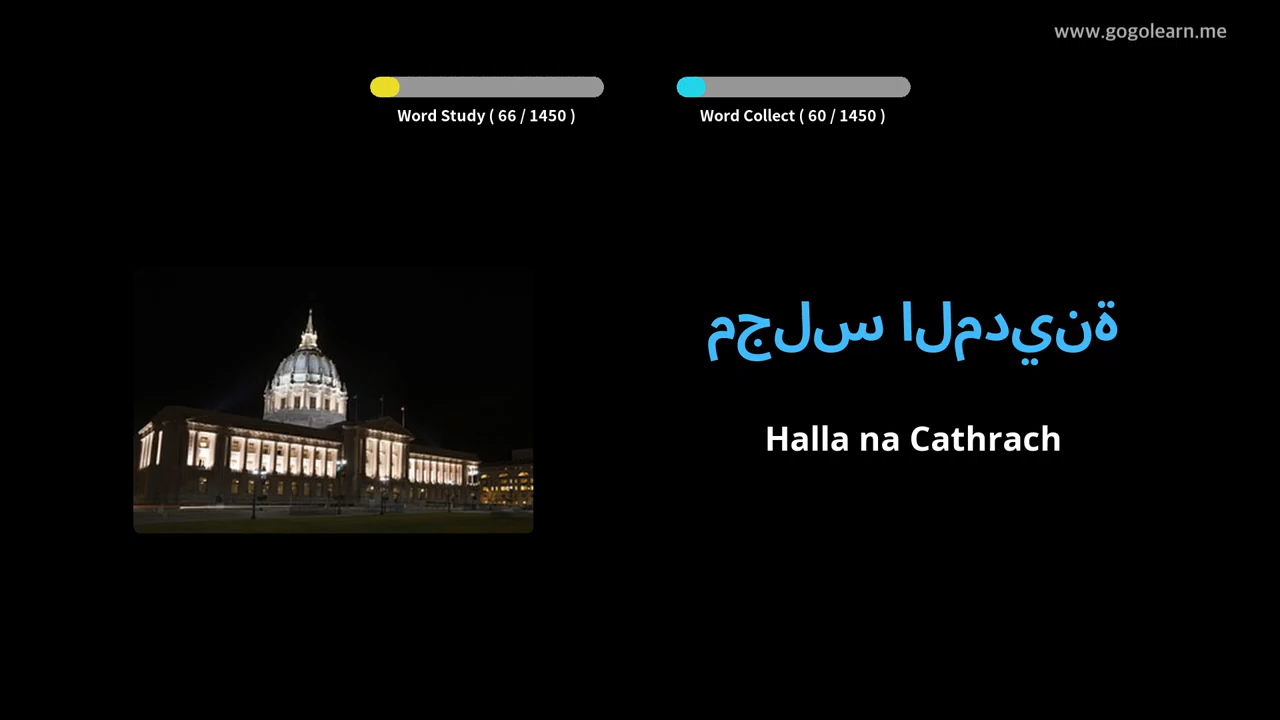 www.gogolearn.me
Word Study ( 66 / 1450 )
Word Collect ( 60 / 1450 )
مجلس المدينة
Halla na Cathrach